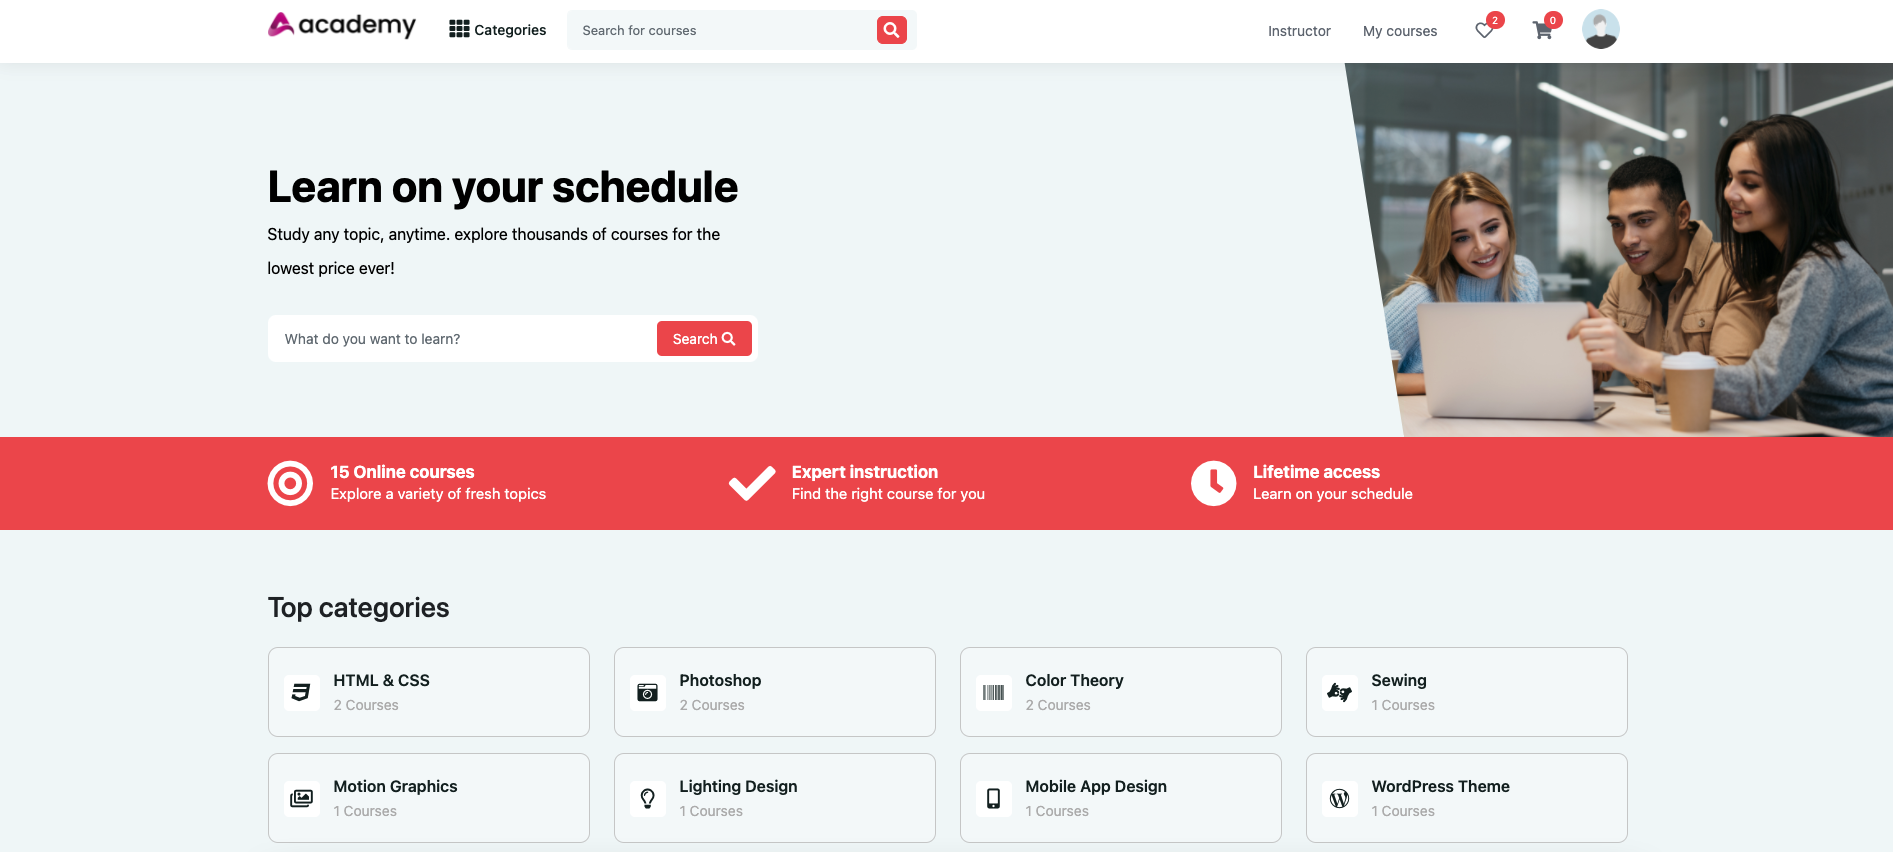 academy
Categories
Search for courses
Instructor
My courses
2
0
Learn on your schedule
Study any topic, anytime. explore thousands of courses for the
lowest price ever!
What do you want to learn?
Search
15 Online courses
Explore a variety of fresh topics
Expert instruction
Find the right course for you
Lifetime access
Learn on your schedule
Top categories
HTML & CSS
2 Courses
Photoshop
2 Courses
Color Theory
2 Courses
Sewing
1 Courses
Motion Graphics
1 Courses
Lighting Design
1 Courses
Mobile App Design
1 Courses
WordPress Theme
1 Courses